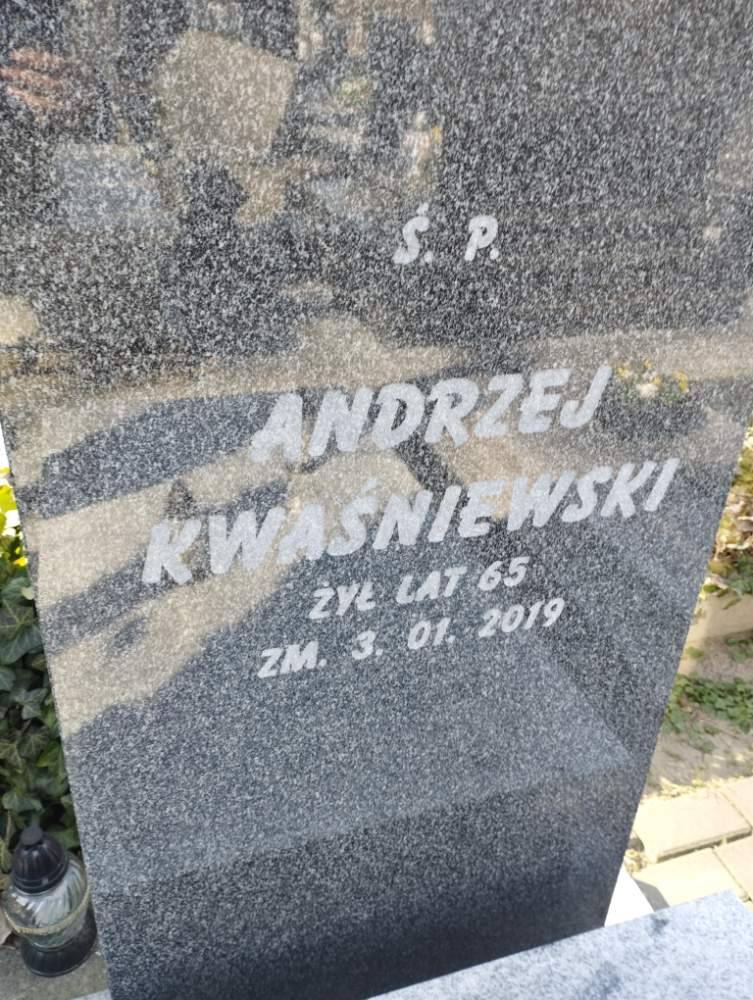 Ś. P.
ANDRZEJ
KWAŚNIEWSKI
ŻYŁ LAT 65
ZM. 3. 01. 2019